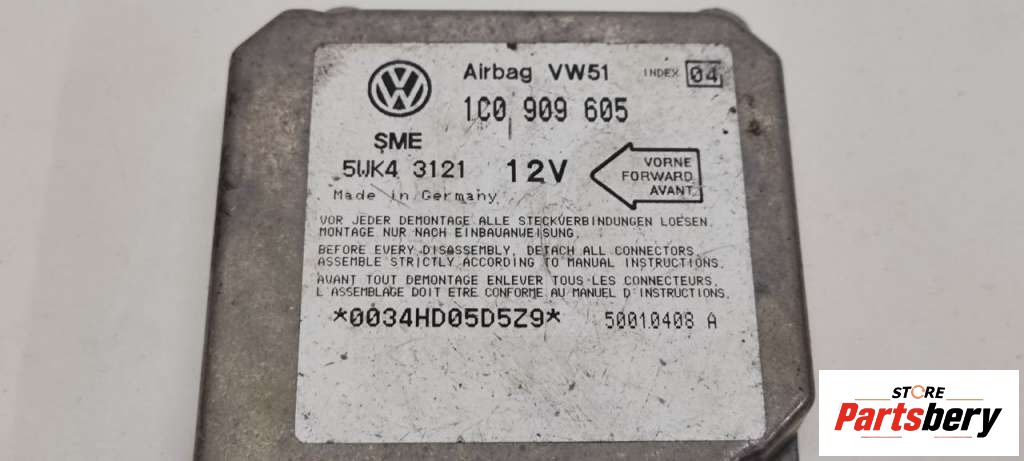 Airbag VW51 INDEX 04
1C0 909 605
SME
5WK4 3121 12V
VORNE
FORWARD
AVANT
Made in Germany
VOR JEDER DEMONTAGE ALLE STECKVERBINDUNGEN LOESEN.
MONTAGE NUR NACH EINBAUANWEISUNG.
BEFORE EVERY DISASSEMBLY, DETACH ALL CONNECTORS.
ASSEMBLE STRICTLY ACCORDING TO MANUAL INSTRUCTIONS.
AVANT TOUT DEMONTAGE ENLEVER TOUS LES CONNECTEURS.
L'ASSEMBLAGE DOIT ETRE CONFORME AU MANUEL D'INSTRUCTIONS.
*0034HD05D5Z9* 50010408 A
STORE
Partsbery